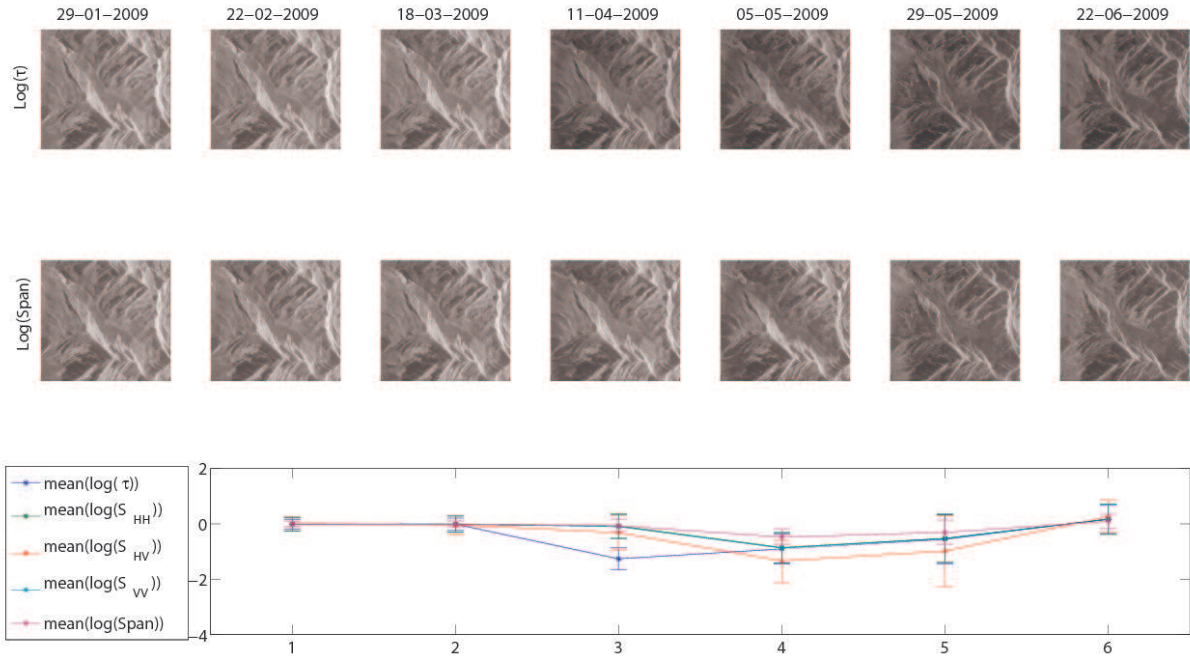 29–01–2009 22–02–2009 18–03–2009 11–04–2009 05–05–2009 29–05–2009 22–06–2009
Log(τ)
Log(Span)
mean(log( τ))
mean(log(S HH))
mean(log(S HV))
mean(log(S VV))
mean(log(Span))
2
0
−2
−4
1 2 3 4 5 6